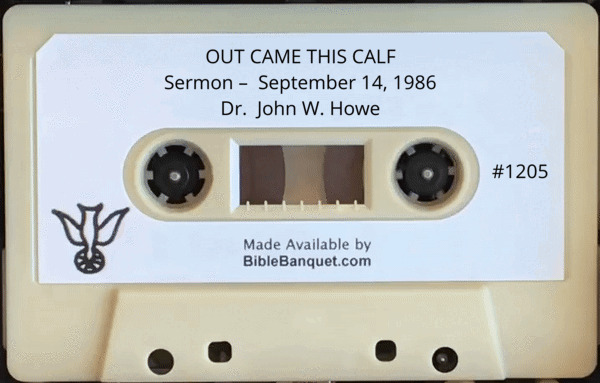 OUT CAME THIS CALF
Sermon – September 14, 1986
Dr. John W. Howe
#1205
Made Available by
BibleBanquet.com